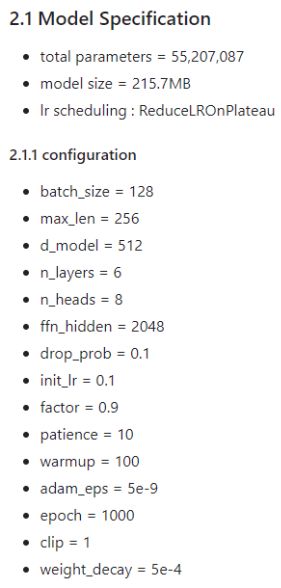 2.1 Model Specification
• total parameters = 55,207,087
• model size = 215.7MB
• lr scheduling : ReduceLROnPlateau
2.1.1 configuration
• batch_size = 128
• max_len = 256
• d_model = 512
• n_layers = 6
• n_heads = 8
• ffn_hidden = 2048
• drop_prob = 0.1
• init_lr = 0.1
• factor = 0.9
• patience = 10
• warmup = 100
• adam_eps = 5e-9
• epoch = 1000
• clip = 1
• weight_decay = 5e-4